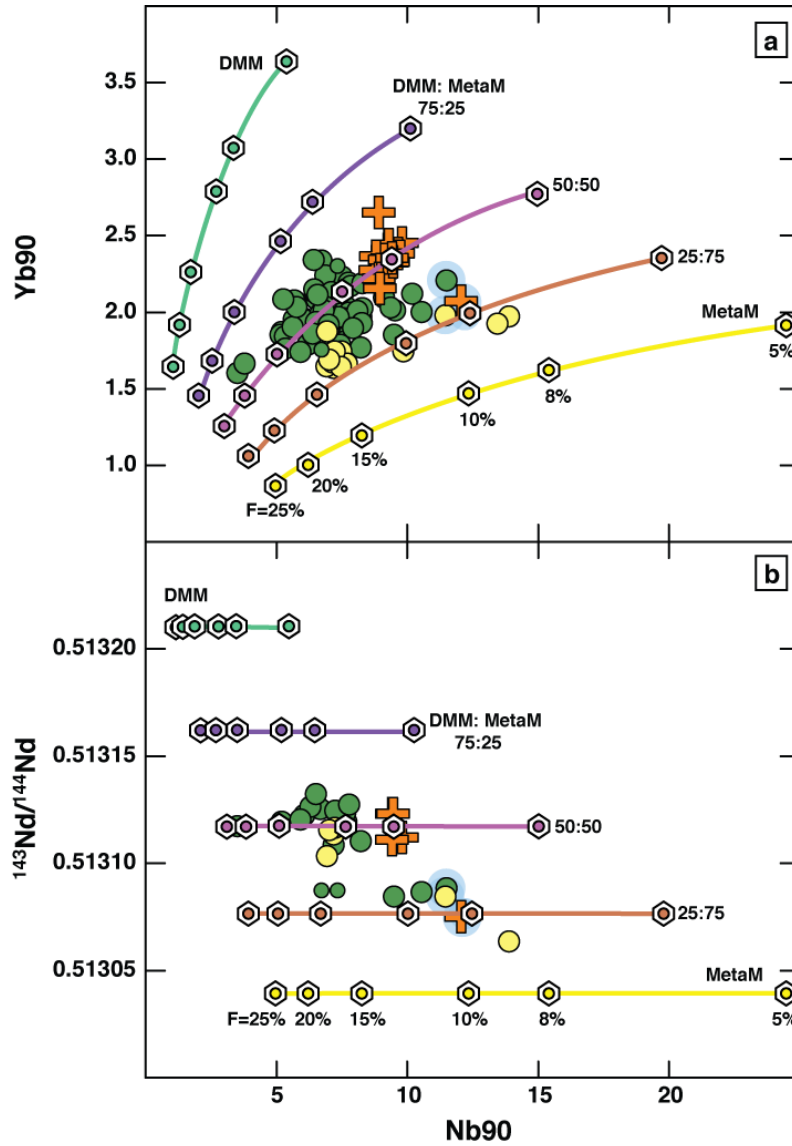 a
DMM
DMM: MetaM
75:25
50:50
25:75
MetaM
5%
8%
10%
15%
20%
F=25%
3.5
3.0
2.5
2.0
1.5
1.0
Yb90
b
DMM
DMM: MetaM
75:25
50:50
25:75
MetaM
F=25% 20% 15% 10% 8% 5%
0.51320
0.51315
0.51310
0.51305
143Nd/144Nd
5 10 15 20
Nb90